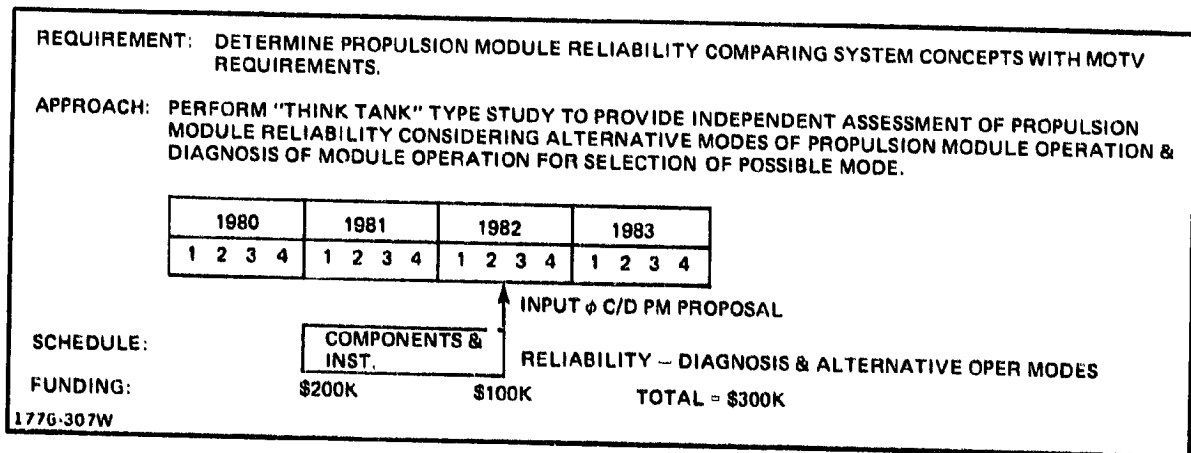 REQUIREMENT: DETERMINE PROPULSION MODULE RELIABILITY COMPARING SYSTEM CONCEPTS WITH MOTV
REQUIREMENTS.
APPROACH: PERFORM "THINK TANK" TYPE STUDY TO PROVIDE INDEPENDENT ASSESSMENT OF PROPULSION
MODULE RELIABILITY CONSIDERING ALTERNATIVE MODES OF PROPULSION MODULE OPERATION &
DIAGNOSIS OF MODULE OPERATION FOR SELECTION OF POSSIBLE MODE.
1980 1981 1982 1983
1 2 3 4 1 2 3 4 1 2 3 4 1 2 3 4
INPUT φ C/D PM PROPOSAL
SCHEDULE: COMPONENTS &
INST. RELIABILITY – DIAGNOSIS & ALTERNATIVE OPER MODES
FUNDING: $200K $100K TOTAL = $300K
1776-307W